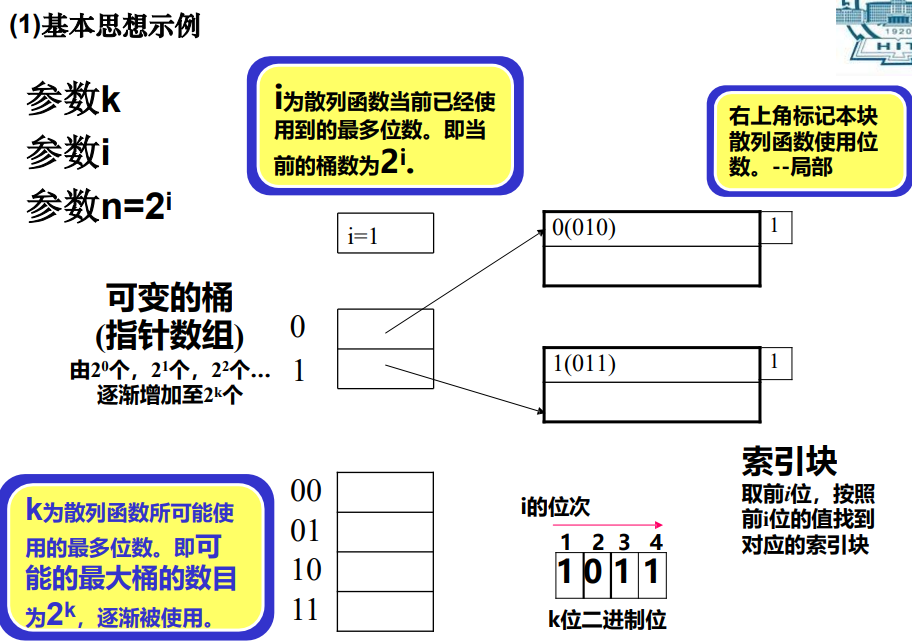 (1)基本思想示例
1920
HIT
参数k
参数i
参数n=2ⁱ
i为散列函数当前已经使
用到的最多位数。即当
前的桶数为2ⁱ.
右上角标记本块
散列函数使用位
数。--局部
i=1
0(010)
1
可变的桶
(指针数组)
由2⁰个，2¹个，2²个…
逐渐增加至2ᵏ个
0
1
1(011)
1
k为散列函数所可能使
用的最多位数。即可
能的最大桶的数目
为2ᵏ，逐渐被使用。
00
01
10
11
i的位次
1 2 3 4
1 0 1 1
k位二进制位
索引块
取前i位，按照
前i位的值找到
对应的索引块